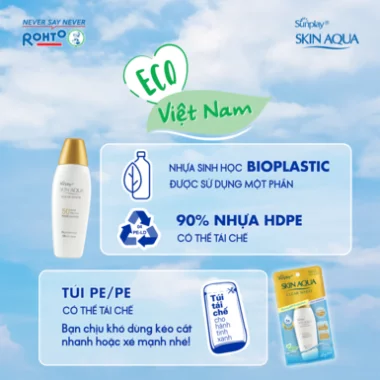 NEVER SAY NEVER
ROHTO
Sunplay®
SKIN AQUA
ECO
Việt Nam
NHỰA SINH HỌC BIOPLASTIC
ĐƯỢC SỬ DỤNG MỘT PHẦN
90% NHỰA HDPE
CÓ THỂ TÁI CHẾ
TÚI PE/PE
CÓ THỂ TÁI CHẾ
Bạn chịu khó dùng kéo cắt
nhanh hoặc xé mạnh nhé!
Túi
tái
chế
cho
hành
tinh
xanh
SKIN AQUA
SKIN AQUA